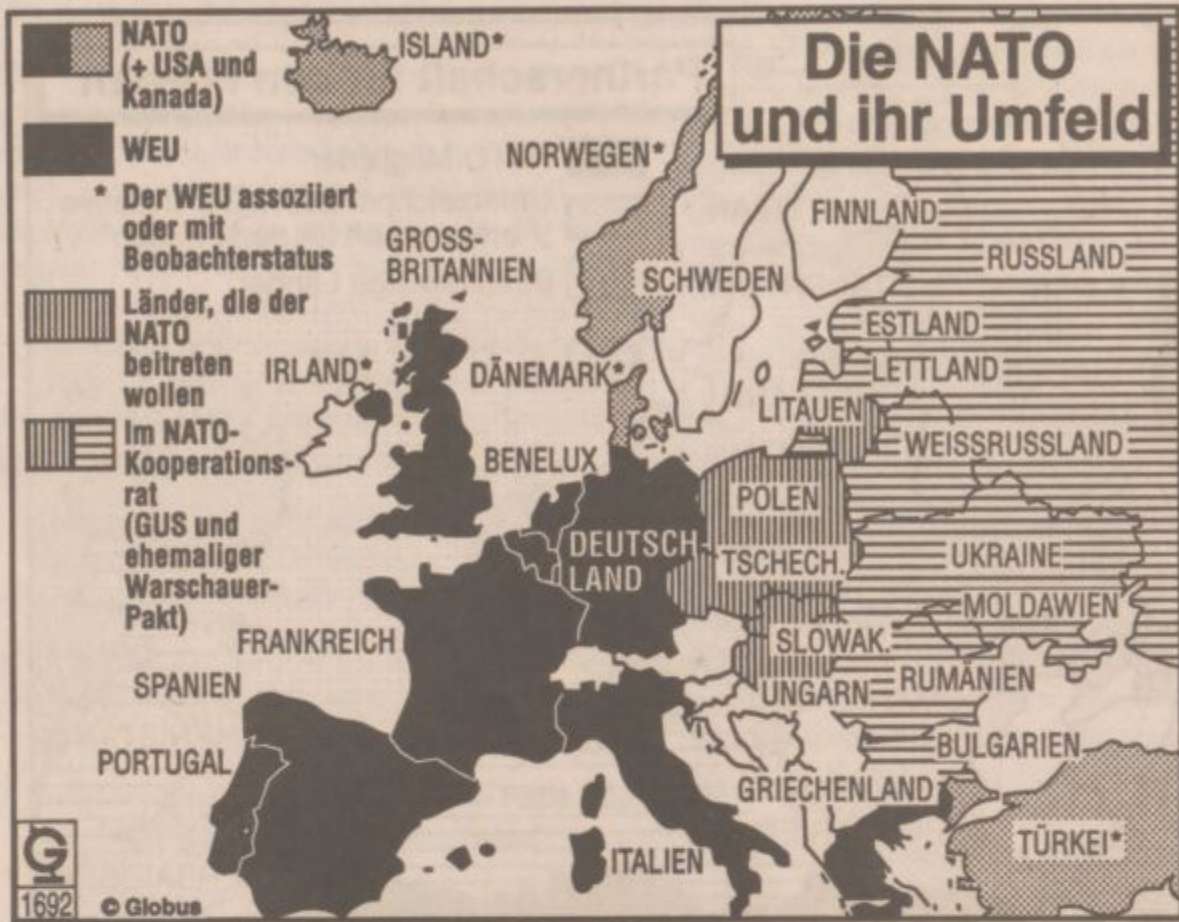 Die NATO
und ihr Umfeld
NATO
(+ USA und
Kanada)
WEU
* Der WEU assoziiert
oder mit
Beobachterstatus
Länder, die der
NATO
beitreten
wollen
Im NATO-
Kooperations-
rat
(GUS und
ehemaliger
Warschauer-
Pakt)
ISLAND*
NORWEGEN*
FINNLAND
RUSSLAND
GROSS-
BRITANNIEN
SCHWEDEN
ESTLAND
IRLAND*
DÄNEMARK*
LETTLAND
LITAUEN
WEISSRUSSLAND
BENELUX
POLEN
DEUTSCH-
LAND
TSCHECH.
UKRAINE
MOLDAWIEN
FRANKREICH
SLOWAK.
SPANIEN
UNGARN
RUMÄNIEN
PORTUGAL
BULGARIEN
GRIECHENLAND
ITALIEN
TÜRKEI*
G
1692
© Globus